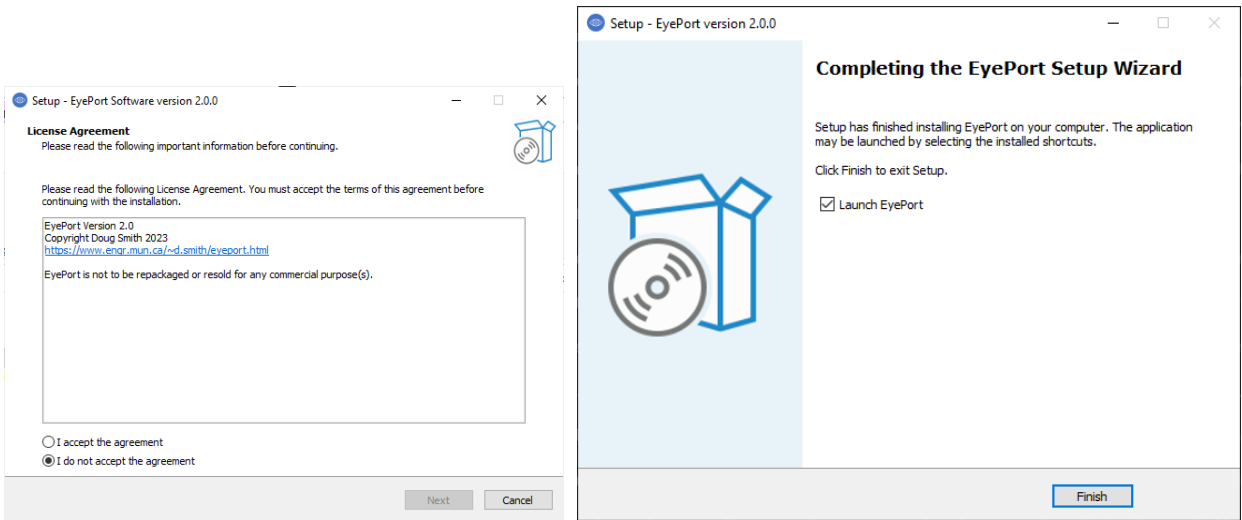 Setup - EyePort Software version 2.0.0
License Agreement
Please read the following important information before continuing.
Please read the following License Agreement. You must accept the terms of this agreement before
continuing with the installation.
EyePort Version 2.0
Copyright Doug Smith 2023
https://www.engr.mun.ca/~d.smith/eyeport.html
EyePort is not to be repackaged or resold for any commercial purpose(s).
I accept the agreement
I do not accept the agreement
Next
Cancel
Setup - EyePort version 2.0.0
Completing the EyePort Setup Wizard
Setup has finished installing EyePort on your computer. The application
may be launched by selecting the installed shortcuts.
Click Finish to exit Setup.
Launch EyePort
Finish